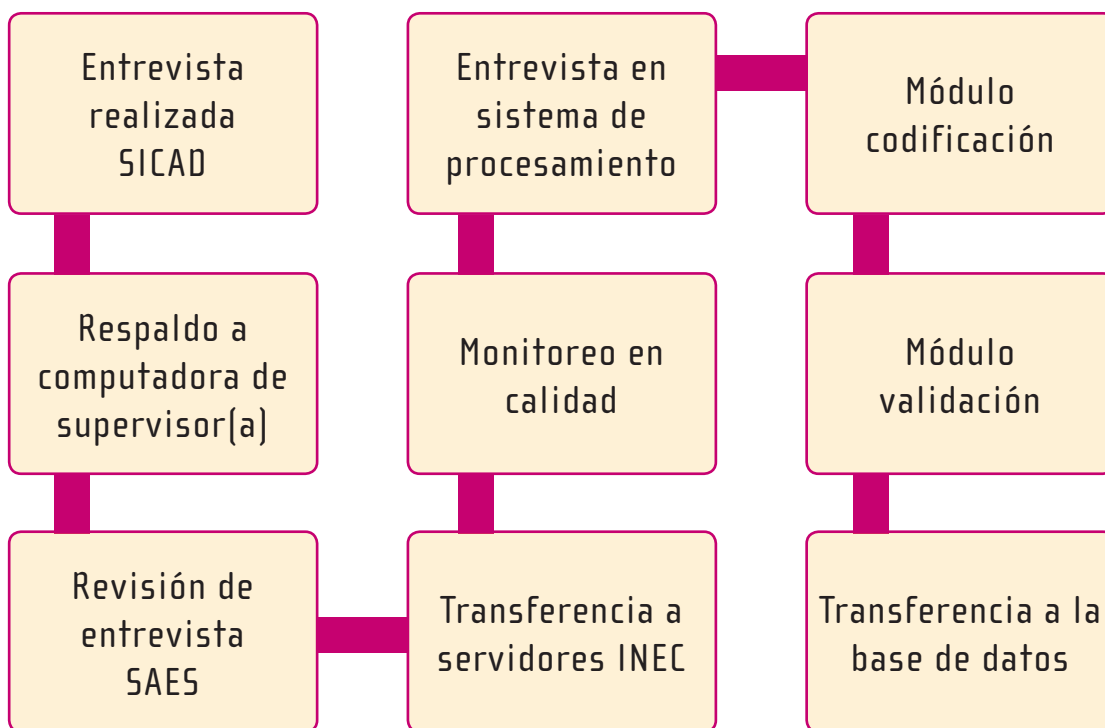 Entrevista
realizada
SICAD
Respaldo a
computadora de
supervisor(a)
Revisión de
entrevista
SAES
Transferencia a
servidores INEC
Monitoreo en
calidad
Entrevista en
sistema de
procesamiento
Módulo
codificación
Módulo
validación
Transferencia a la
base de datos